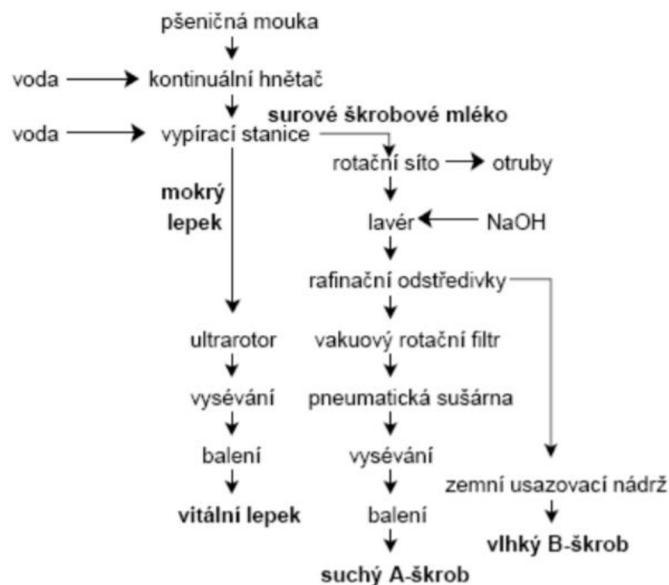 pšeničná mouka
voda
kontinuální hnětač
surové škrobové mléko
voda
vypírací stanice
rotační síto
otruby
mokrý
lepek
lavér
NaOH
rafinační odstředivky
ultrarotor
vakuový rotační filtr
vysévání
pneumatická sušárna
balení
vysévání
zemní usazovací nádrž
vitální lepek
balení
vlhký B-škrob
suchý A-škrob